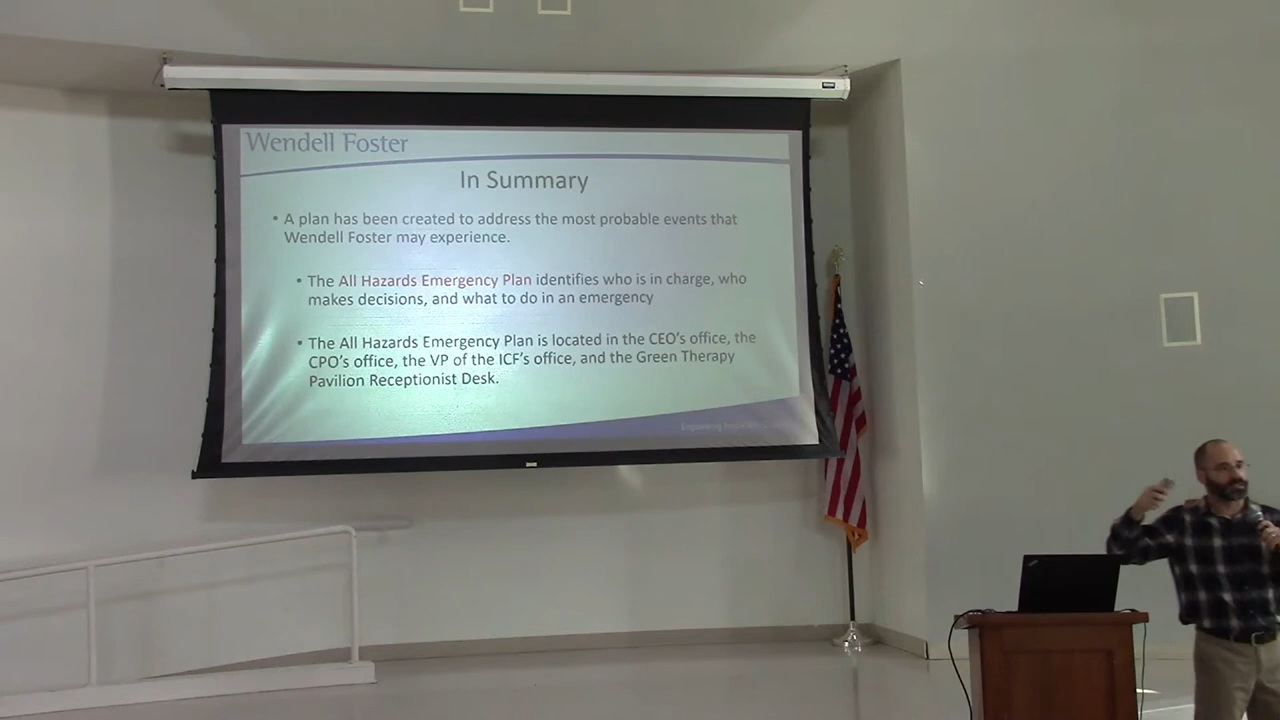 Wendell Foster
In Summary
• A plan has been created to address the most probable events that
Wendell Foster may experience.
• The All Hazards Emergency Plan identifies who is in charge, who
makes decisions, and what to do in an emergency
• The All Hazards Emergency Plan is located in the CEO's office, the
CPO's office, the VP of the ICF's office, and the Green Therapy
Pavilion Receptionist Desk.
Empowering